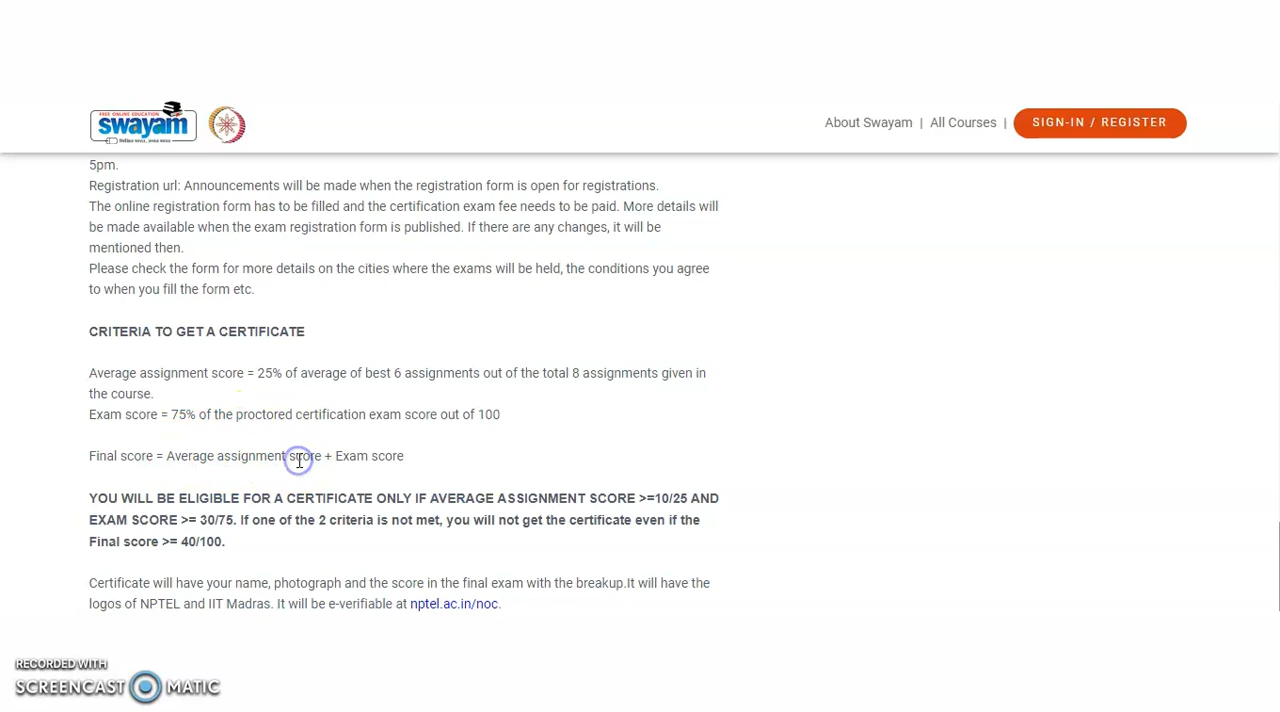 FREE ONLINE EDUCATION
swayam
About Swayam | All Courses | SIGN-IN / REGISTER
5pm.
Registration url: Announcements will be made when the registration form is open for registrations.
The online registration form has to be filled and the certification exam fee needs to be paid. More details will
be made available when the exam registration form is published. If there are any changes, it will be
mentioned then.
Please check the form for more details on the cities where the exams will be held, the conditions you agree
to when you fill the form etc.
CRITERIA TO GET A CERTIFICATE
Average assignment score = 25% of average of best 6 assignments out of the total 8 assignments given in
the course.
Exam score = 75% of the proctored certification exam score out of 100
Final score = Average assignment score + Exam score
YOU WILL BE ELIGIBLE FOR A CERTIFICATE ONLY IF AVERAGE ASSIGNMENT SCORE >=10/25 AND
EXAM SCORE >= 30/75. If one of the 2 criteria is not met, you will not get the certificate even if the
Final score >= 40/100.
Certificate will have your name, photograph and the score in the final exam with the breakup.It will have the
logos of NPTEL and IIT Madras. It will be e-verifiable at nptel.ac.in/noc.
RECORDED WITH
SCREENCAST MATIC